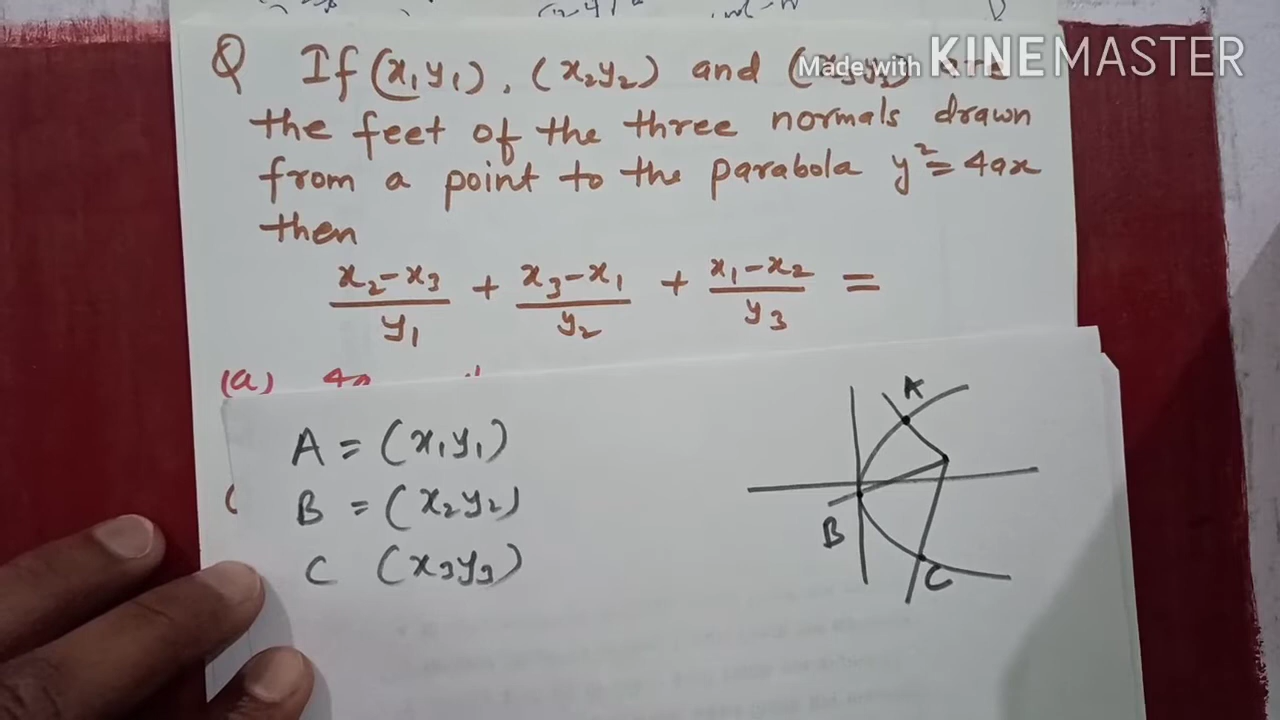 Made with KINEMASTER
Q If (x₁y₁), (x₂y₂) and
the feet of the three normals drawn
from a point to the parabola y² = 4ax
then
(x₂-x₃)/y₁ + (x₃-x₁)/y₂ + (x₁-x₂)/y₃ =
(a)
A = (x₁y₁)
B = (x₂y₂)
C (x₃y₃)
A
B
C